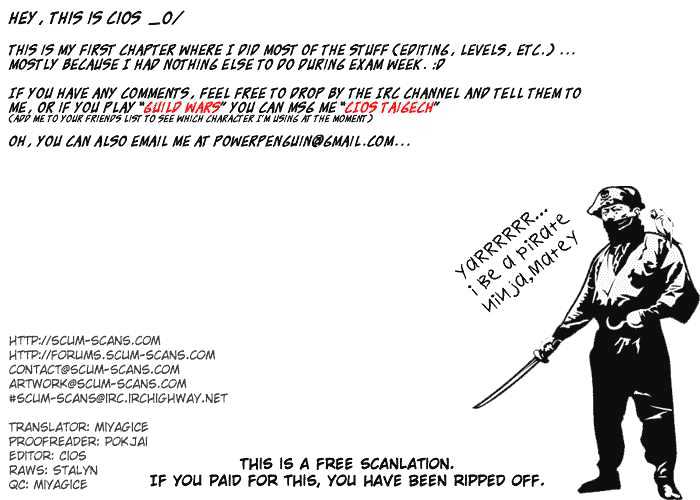 HEY, THIS IS CIOS _O/
THIS IS MY FIRST CHAPTER WHERE I DID MOST OF THE STUFF (EDITING, LEVELS, ETC.) ...
MOSTLY BECAUSE I HAD NOTHING ELSE TO DO DURING EXAM WEEK. :D
IF YOU HAVE ANY COMMENTS, FEEL FREE TO DROP BY THE IRC CHANNEL AND TELL THEM TO
ME, OR IF YOU PLAY "GUILD WARS" YOU CAN MSG ME "CIOS TAIGECH"
(ADD ME TO YOUR FRIENDS LIST TO SEE WHICH CHARACTER I'M USING AT THE MOMENT)
OH, YOU CAN ALSO EMAIL ME AT POWERPENGUIN@GMAIL.COM...
YARRRRRR...
I BE A PIRATE
NINJA,MATEY
HTTP://SCUM-SCANS.COM
HTTP://FORUMS.SCUM-SCANS.COM
CONTACT@SCUM-SCANS.COM
ARTWORK@SCUM-SCANS.COM
#SCUM-SCANS@IRC.IRCHIGHWAY.NET
TRANSLATOR: MIYAGICE
PROOFREADER: POKJAI
EDITOR: CIOS
RAWS: STALYN
QC: MIYAGICE
THIS IS A FREE SCANLATION.
IF YOU PAID FOR THIS, YOU HAVE BEEN RIPPED OFF.